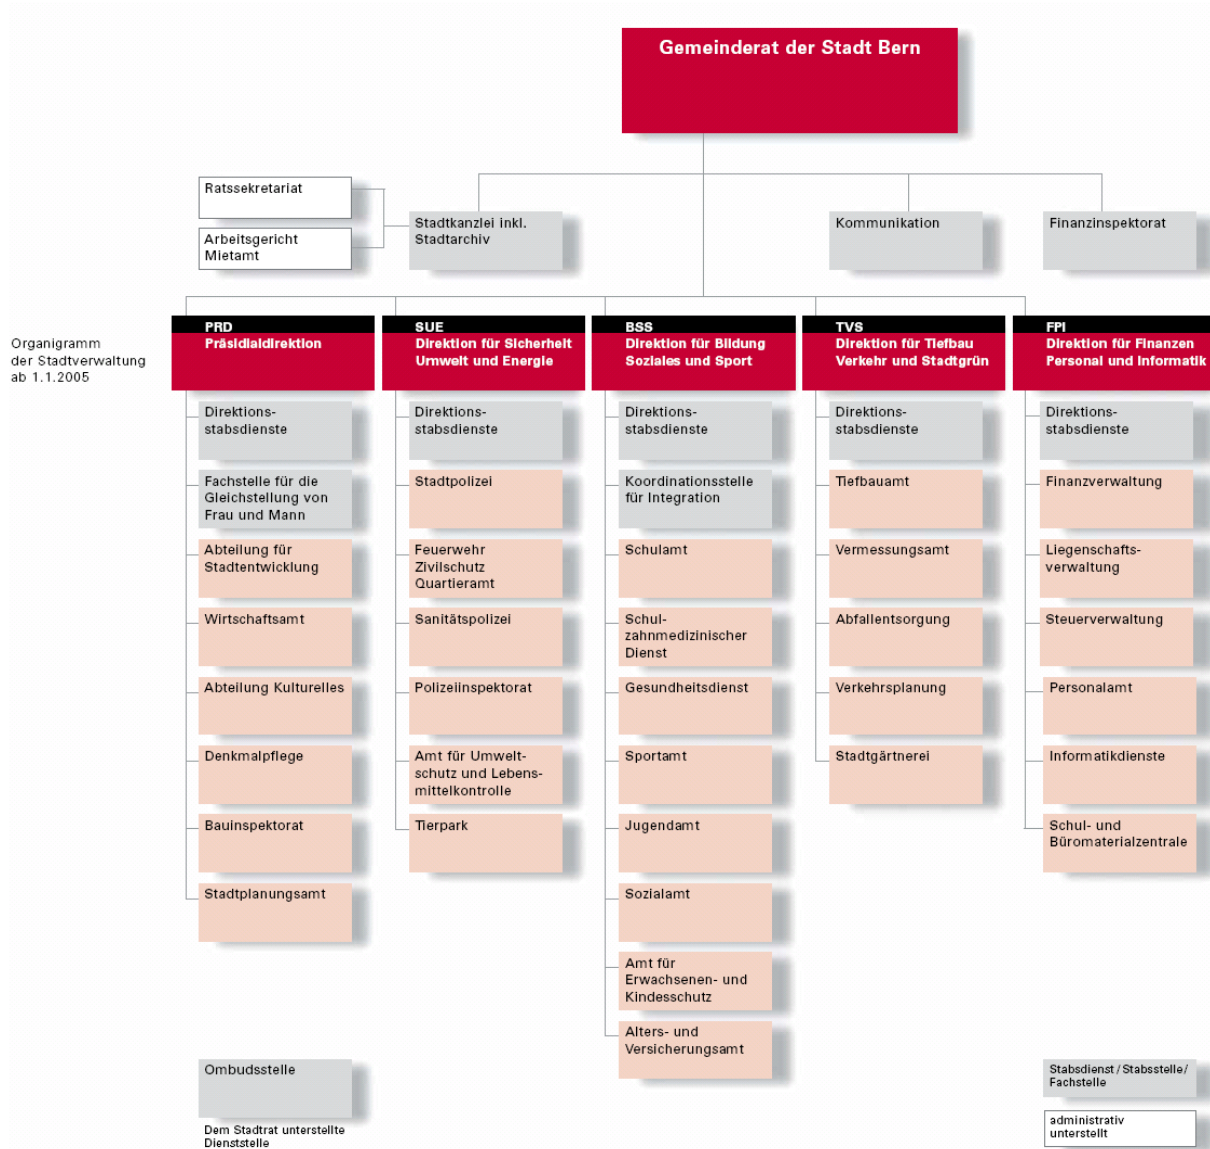 Gemeinderat der Stadt Bern
Ratssekretariat
Arbeitsgericht
Mietamt
Stadtkanzlei inkl.
Stadtarchiv
Kommunikation
Finanzinspektorat
Organigramm
der Stadtverwaltung
ab 1.1.2005
PRD
Präsidialdirektion
Direktions-
stabsdienste
Fachstelle für die
Gleichstellung von
Frau und Mann
Abteilung für
Stadtentwicklung
Wirtschaftsamt
Abteilung Kulturelles
Denkmalpflege
Bauinspektorat
Stadtplanungsamt
SUE
Direktion für Sicherheit
Umwelt und Energie
Direktions-
stabsdienste
Stadtpolizei
Feuerwehr
Zivilschutz
Quartieramt
Sanitätspolizei
Polizeiinspektorat
Amt für Umwelt-
schutz und Lebens-
mittelkontrolle
Tierpark
BSS
Direktion für Bildung
Soziales und Sport
Direktions-
stabsdienste
Koordinationsstelle
für Integration
Schulamt
Schul-
zahnmedizinischer
Dienst
Gesundheitsdienst
Sportamt
Jugendamt
Sozialamt
Amt für
Erwachsenen- und
Kindesschutz
Alters- und
Versicherungsamt
TVS
Direktion für Tiefbau
Verkehr und Stadtgrün
Direktions-
stabsdienste
Tiefbauamt
Vermessungsamt
Abfallentsorgung
Verkehrsplanung
Stadtgärtnerei
FPI
Direktion für Finanzen
Personal und Informatik
Direktions-
stabsdienste
Finanzverwaltung
Liegenschafts-
verwaltung
Steuerverwaltung
Personalamt
Informatikdienste
Schul- und
Büromaterialzentrale
Ombudsstelle
Dem Stadtrat unterstellte
Dienststelle
Stabsdienst / Stabsstelle /
Fachstelle
administrativ
unterstellt